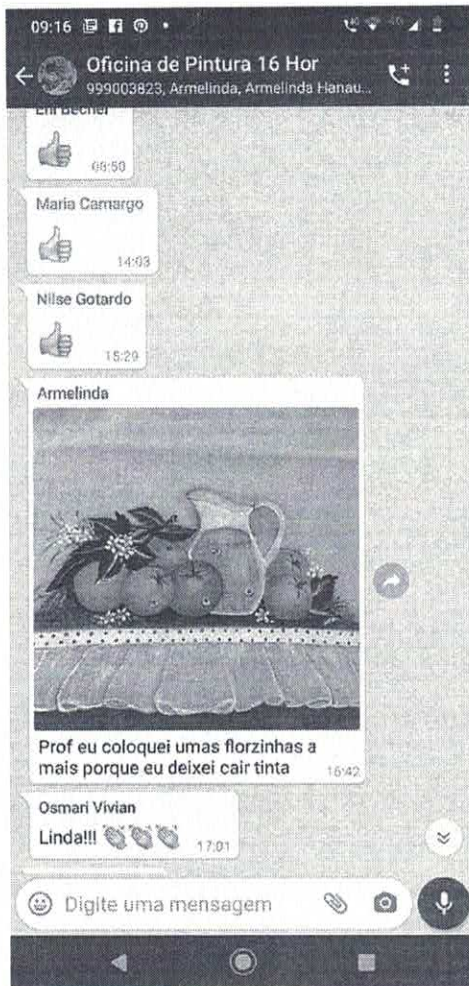 09:16
Oficina de Pintura 16 Hor
999003823, Armelinda, Armelinda Hanau...
08:50
Maria Camargo
14:03
Nilse Gotardo
15:29
Armelinda
Prof eu coloquei umas florzinhas a
mais porque eu deixei cair tinta
16:42
Osmari Vivian
Linda!!!
17:01
Digite uma mensagem